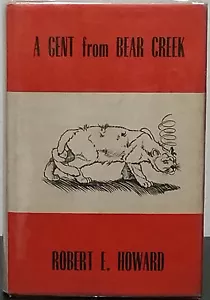 A GENT from BEAR CREEK
ROBERT E. HOWARD